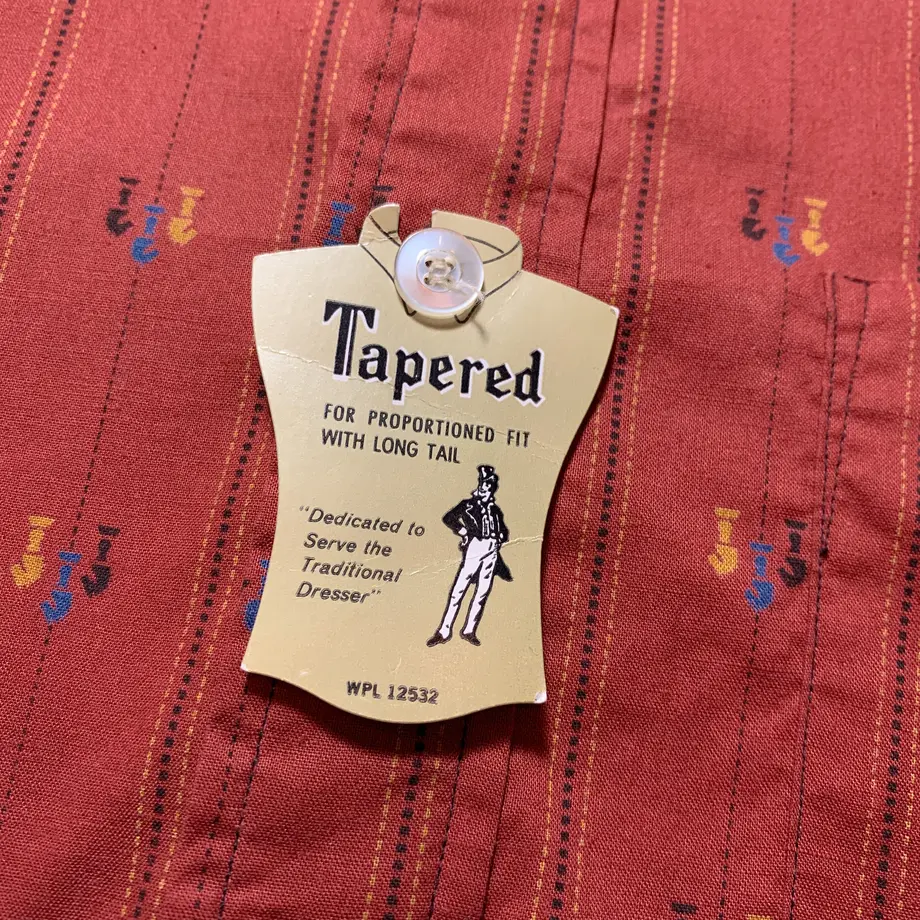 Tapered
FOR PROPORTIONED FIT
WITH LONG TAIL
"Dedicated to
Serve the
Traditional
Dresser"
WPL 12532